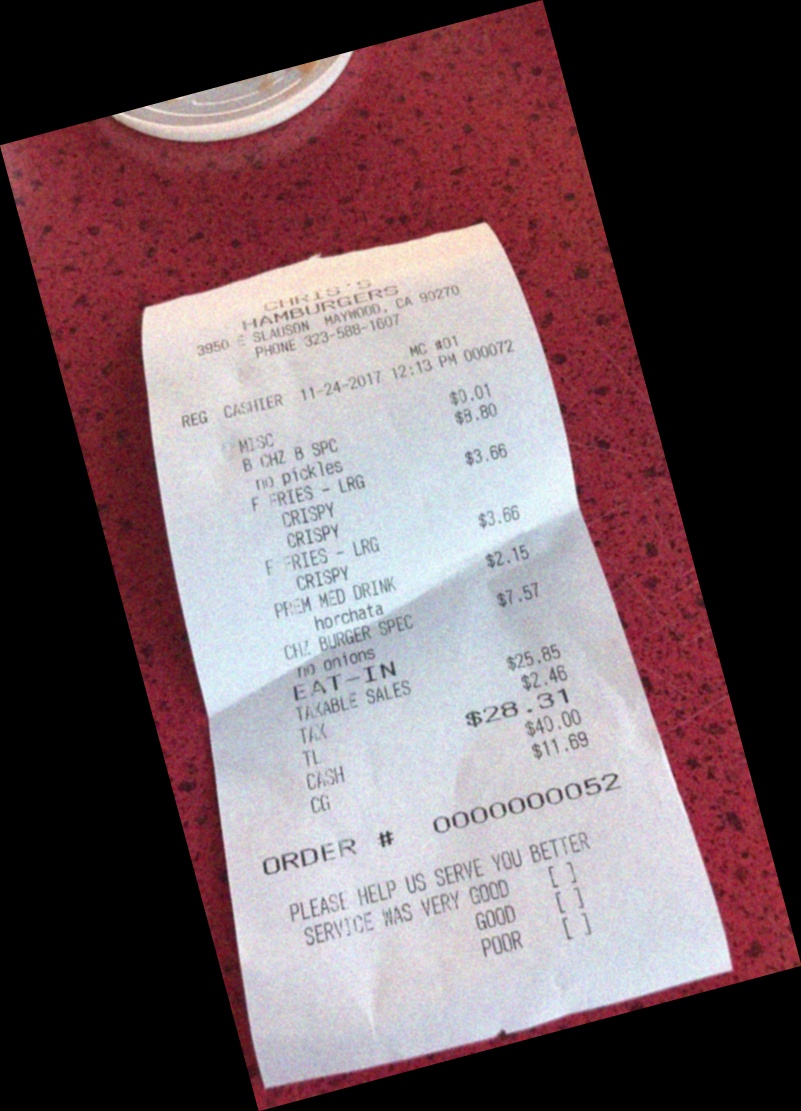 CHRIS'S
HAMBURGERS
3950 E SLAUSON MAYWOOD, CA 90270
PHONE 323-588-1607
MC #01
REG CASHIER 11-24-2017 12:13 PM 000072
MISC $0.01
B CHZ B SPC $8.80
no pickles
F FRIES - LRG $3.66
CRISPY
CRISPY
F FRIES - LRG $3.66
CRISPY
PREM MED DRINK $2.15
horchata
CHZ BURGER SPEC $7.57
no onions
EAT-IN
TAXABLE SALES $25.85
TAX $2.46
TL $28.31
CASH $40.00
CG $11.69
ORDER # 0000000052
PLEASE HELP US SERVE YOU BETTER
SERVICE WAS VERY GOOD [ ]
GOOD [ ]
POOR [ ]